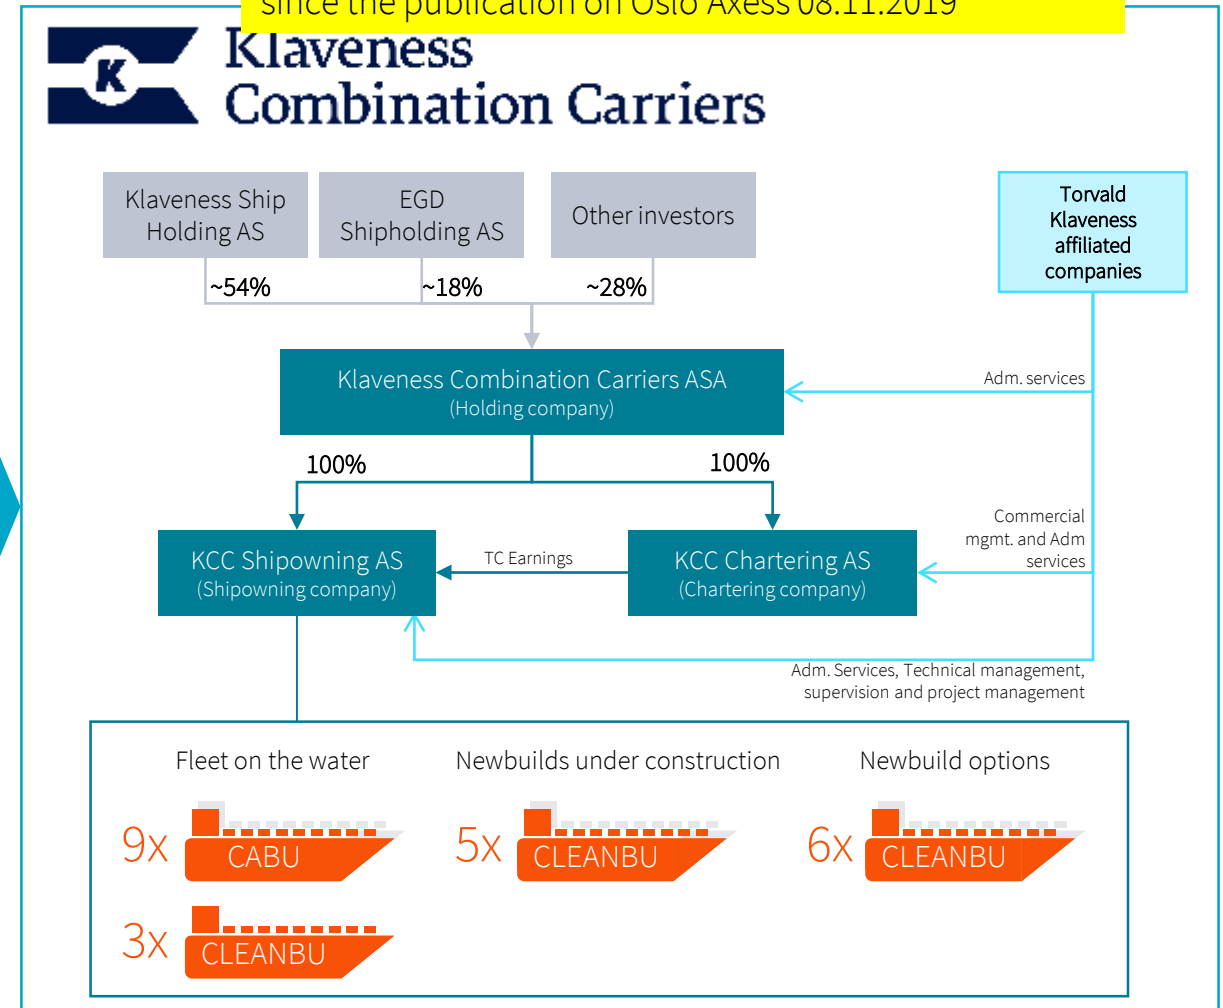 since the publication on Oslo Axess 08.11.2019
K
Klaveness
Combination Carriers
Klaveness Ship
Holding AS
EGD
Shipholding AS
Other investors
Torvald
Klaveness
affiliated
companies
~54%
~18%
~28%
Klaveness Combination Carriers ASA
(Holding company)
Adm. services
100%
100%
KCC Shipowning AS
(Shipowning company)
TC Earnings
KCC Chartering AS
(Chartering company)
Commercial
mgmt. and Adm
services
Adm. Services, Technical management,
supervision and project management
Fleet on the water
Newbuilds under construction
Newbuild options
9x CABU
5x CLEANBU
6x CLEANBU
3x CLEANBU